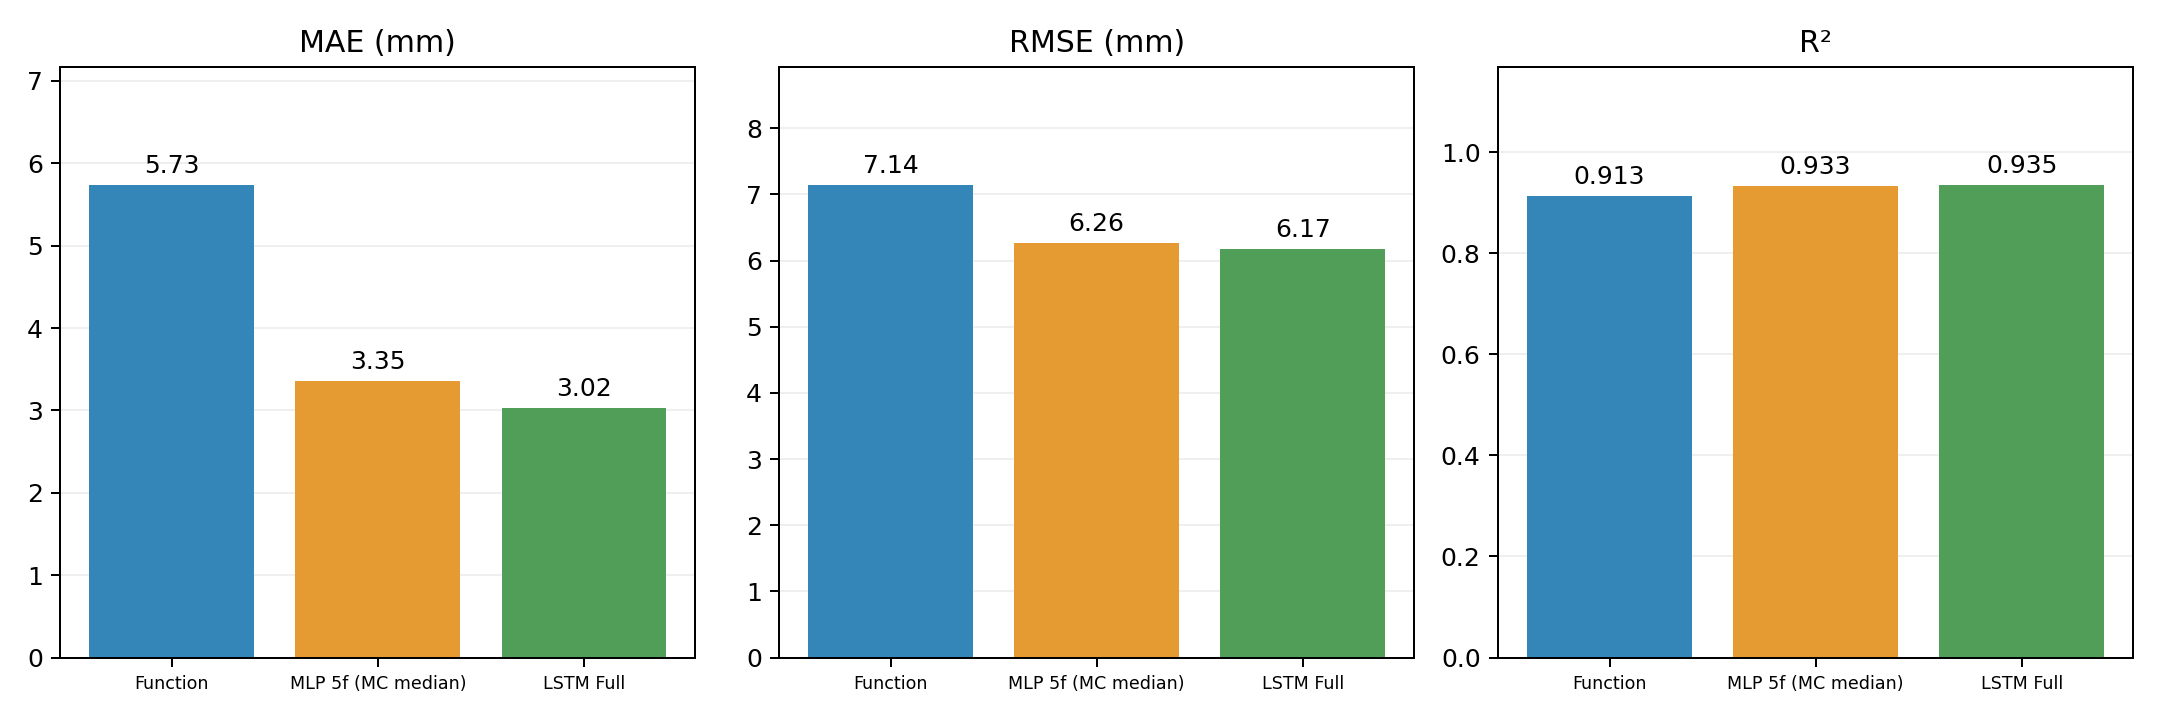 MAE (mm)
7
6
5
4
3
2
1
0
5.73
3.35
3.02
Function
MLP 5f (MC median)
LSTM Full
RMSE (mm)
8
7
6
5
4
3
2
1
0
7.14
6.26
6.17
Function
MLP 5f (MC median)
LSTM Full
R²
1.0
0.8
0.6
0.4
0.2
0.0
0.913
0.933
0.935
Function
MLP 5f (MC median)
LSTM Full